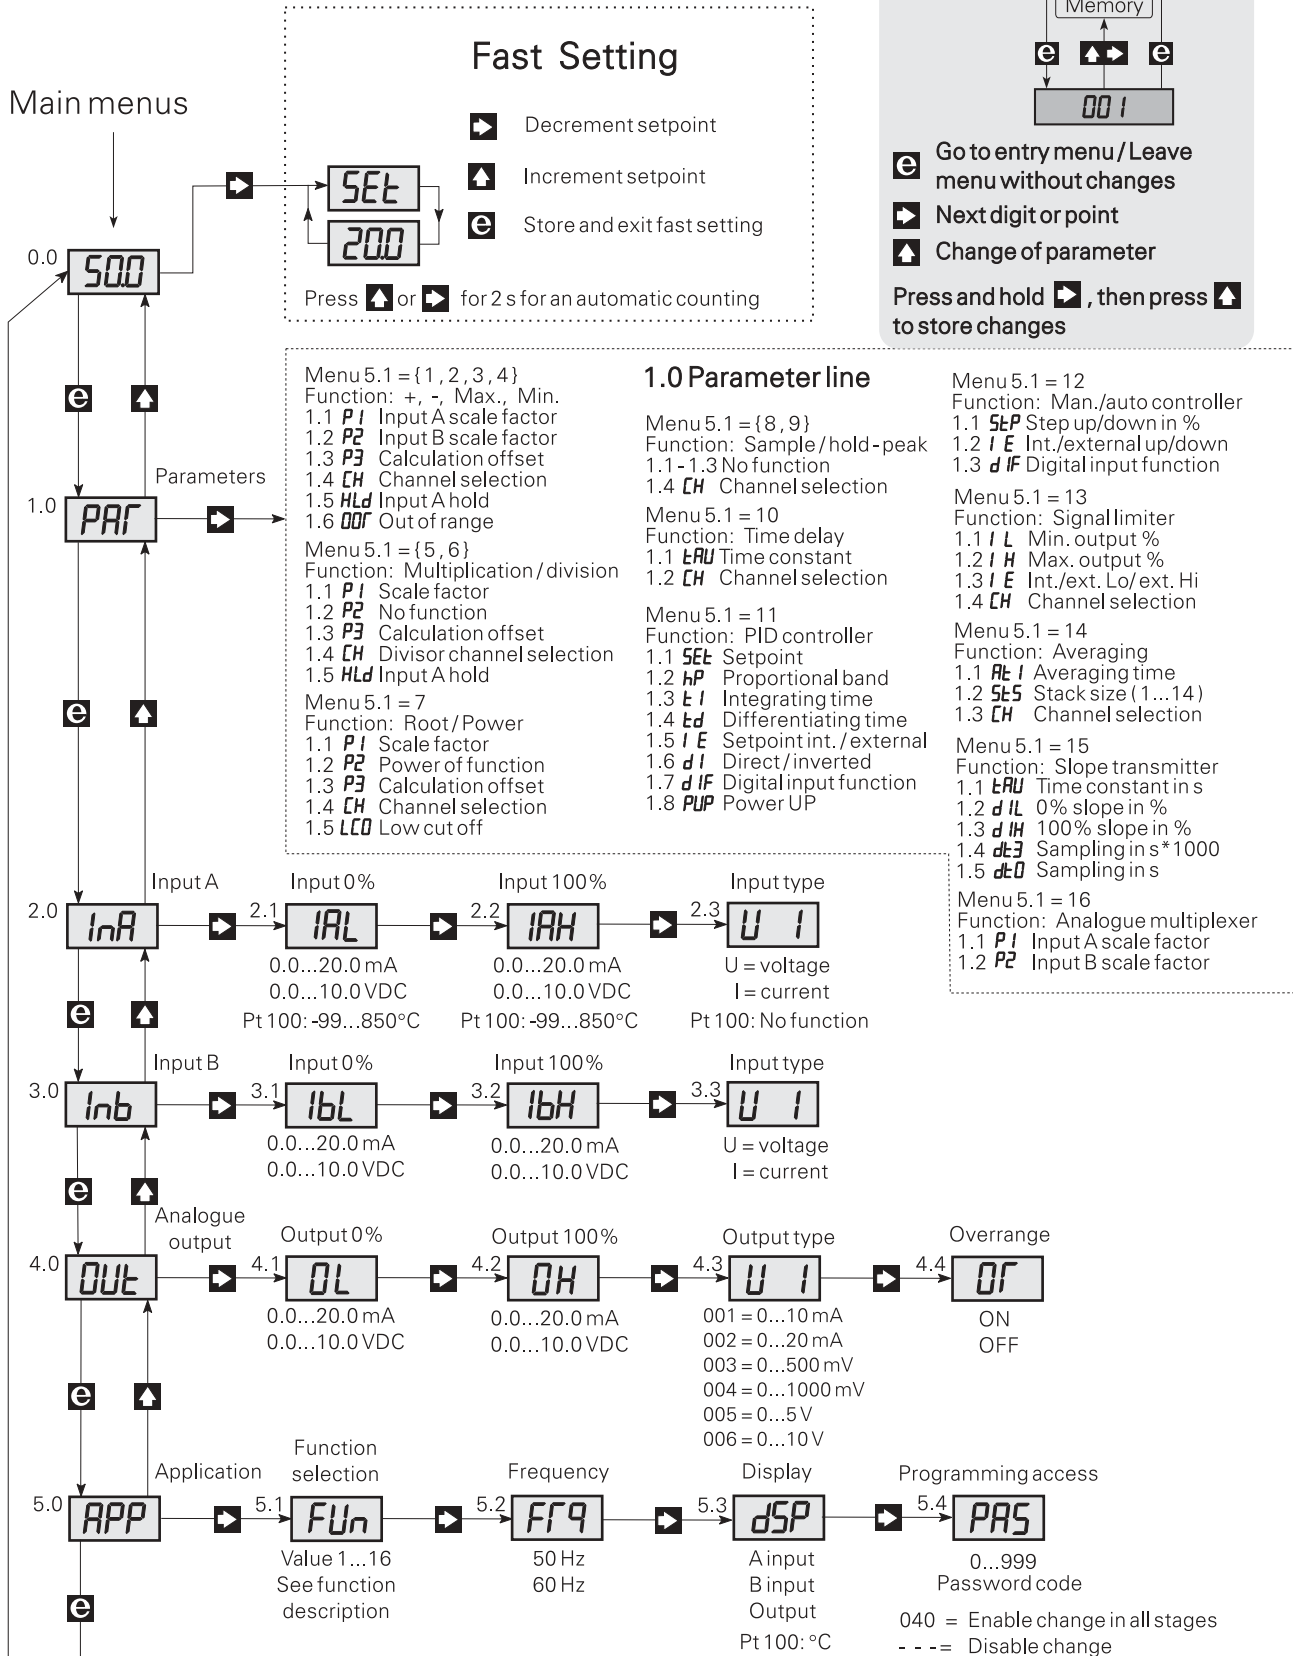 Memory
e
e
001
Fast Setting
Main menus
Decrement setpoint
Increment setpoint
e Store and exit fast setting
SEt
20.0
Press or for 2 s for an automatic counting
e Go to entry menu / Leave
menu without changes
Next digit or point
Change of parameter
Press and hold , then press
to store changes
0.0 50.0
e
Parameters
1.0 PAr
Menu 5.1 = {1, 2, 3, 4}
Function: +, -, Max., Min.
1.1 P1 Input A scale factor
1.2 P2 Input B scale factor
1.3 P3 Calculation offset
1.4 CH Channel selection
1.5 HLd Input A hold
1.6 OOr Out of range
Menu 5.1 = {5, 6}
Function: Multiplication / division
1.1 P1 Scale factor
1.2 P2 No function
1.3 P3 Calculation offset
1.4 CH Divisor channel selection
1.5 HLd Input A hold
Menu 5.1 = 7
Function: Root / Power
1.1 P1 Scale factor
1.2 P2 Power of function
1.3 P3 Calculation offset
1.4 CH Channel selection
1.5 LCO Low cut off
1.0 Parameter line
Menu 5.1 = {8, 9}
Function: Sample / hold - peak
1.1 - 1.3 No function
1.4 CH Channel selection
Menu 5.1 = 10
Function: Time delay
1.1 tAU Time constant
1.2 CH Channel selection
Menu 5.1 = 11
Function: PID controller
1.1 SEt Setpoint
1.2 hP Proportional band
1.3 tI Integrating time
1.4 td Differentiating time
1.5 I E Setpoint int. / external
1.6 dI Direct / inverted
1.7 dIF Digital input function
1.8 PUP Power UP
Menu 5.1 = 12
Function: Man./auto controller
1.1 StP Step up/down in %
1.2 I E Int./external up/down
1.3 dIF Digital input function
Menu 5.1 = 13
Function: Signal limiter
1.1 I L Min. output %
1.2 I H Max. output %
1.3 I E Int./ext. Lo/ ext. Hi
1.4 CH Channel selection
Menu 5.1 = 14
Function: Averaging
1.1 At1 Averaging time
1.2 StS Stack size (1...14)
1.3 CH Channel selection
Menu 5.1 = 15
Function: Slope transmitter
1.1 tAU Time constant in s
1.2 dIL 0% slope in %
1.3 dIH 100% slope in %
1.4 dt3 Sampling in s*1000
1.5 dt0 Sampling in s
Menu 5.1 = 16
Function: Analogue multiplexer
1.1 P1 Input A scale factor
1.2 P2 Input B scale factor
e
Input A Input 0% Input 100% Input type
2.0 InA 2.1 IAL 2.2 IAH 2.3 U I
0.0...20.0 mA 0.0...20.0 mA U = voltage
0.0...10.0 VDC 0.0...10.0 VDC I = current
Pt 100: -99...850°C Pt 100: -99...850°C Pt 100: No function
e
Input B Input 0% Input 100% Input type
3.0 Inb 3.1 IbL 3.2 IbH 3.3 U I
0.0...20.0 mA 0.0...20.0 mA U = voltage
0.0...10.0 VDC 0.0...10.0 VDC I = current
e
Analogue
output Output 0% Output 100% Output type Overrange
4.0 OUt 4.1 OL 4.2 OH 4.3 U I 4.4 Or
0.0...20.0 mA 0.0...20.0 mA 001 = 0...10 mA ON
0.0...10.0 VDC 0.0...10.0 VDC 002 = 0...20 mA OFF
003 = 0...500 mV
004 = 0...1000 mV
005 = 0...5 V
006 = 0...10 V
e
Function
Application selection Frequency Display Programming access
5.0 APP 5.1 FUn 5.2 Frq 5.3 dSP 5.4 PAS
Value 1...16 50 Hz A input 0...999
See function 60 Hz B input Password code
description Output
e
Pt 100: °C
040 = Enable change in all stages
- - - = Disable change